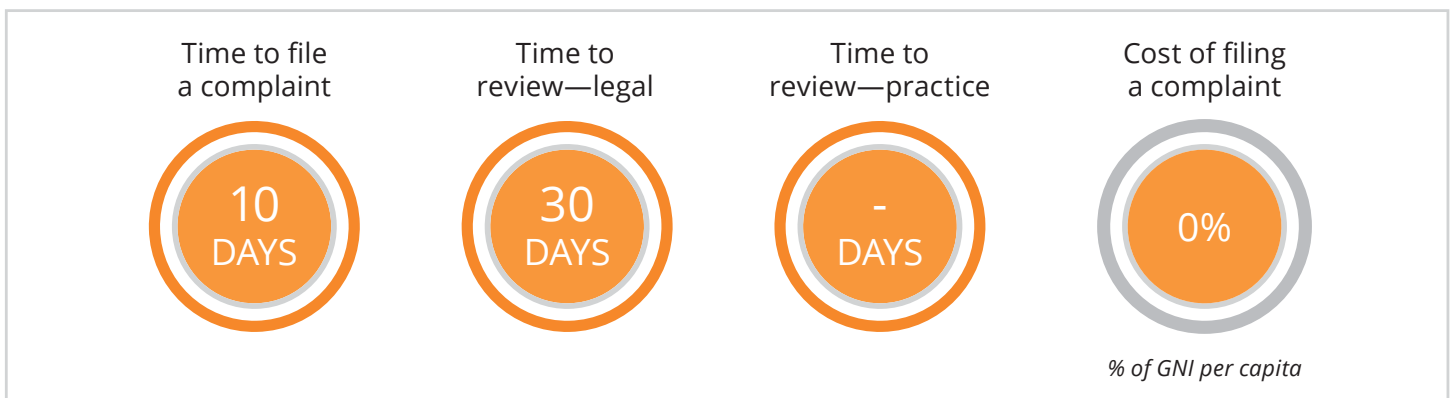 Time to file
a complaint
10
DAYS
Time to
review—legal
30
DAYS
Time to
review—practice
-
DAYS
Cost of filing
a complaint
0%
% of GNI per capita